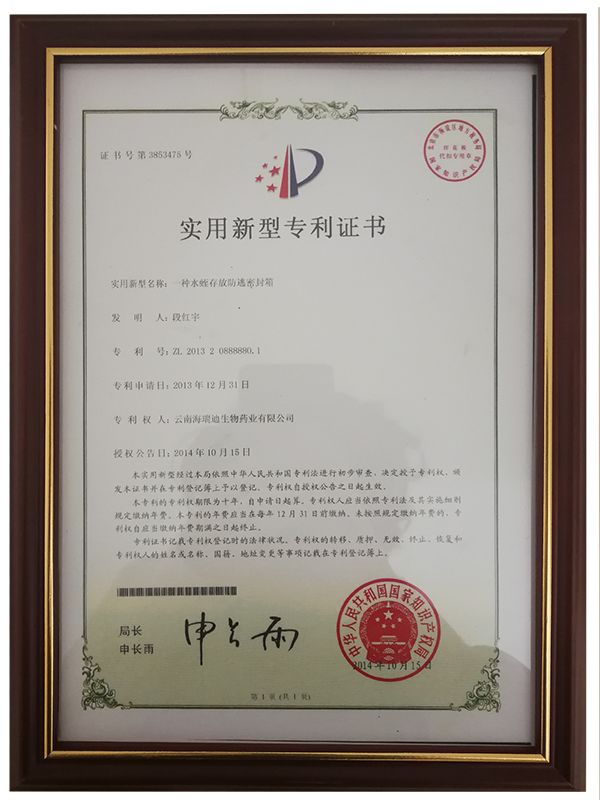 证书号第3853475号
实用新型专利证书
实用新型名称：一种水蛭存放防逃密封箱
发明人：段红宇
专利号：ZL 2013 2 0888880.1
专利申请日：2013年12月31日
专利权人：云南海瑞迪生物药业有限公司
授权公告日：2014年10月15日
本实用新型经过本局依照中华人民共和国专利法进行初步审查，决定授予专利权，颁
发本证书并在专利登记簿上予以登记。专利权自授权公告之日起生效。
本专利的专利权期限为十年，自申请日起算。专利权人应当依照专利法及其实施细则
规定缴纳年费。本专利的年费应当在每年12月31日前缴纳。未按照规定缴纳年费的，专
利权自应当缴纳年费期满之日起终止。
专利证书记载专利权登记时的法律状况。专利权的转移、质押、无效、终止、恢复和
专利权人的姓名或名称、国籍、地址变更等事项记载在专利登记簿上。
局长
申长雨
申长雨
中华人民共和国国家知识产权局
2014年10月15日
第1页（共1页）